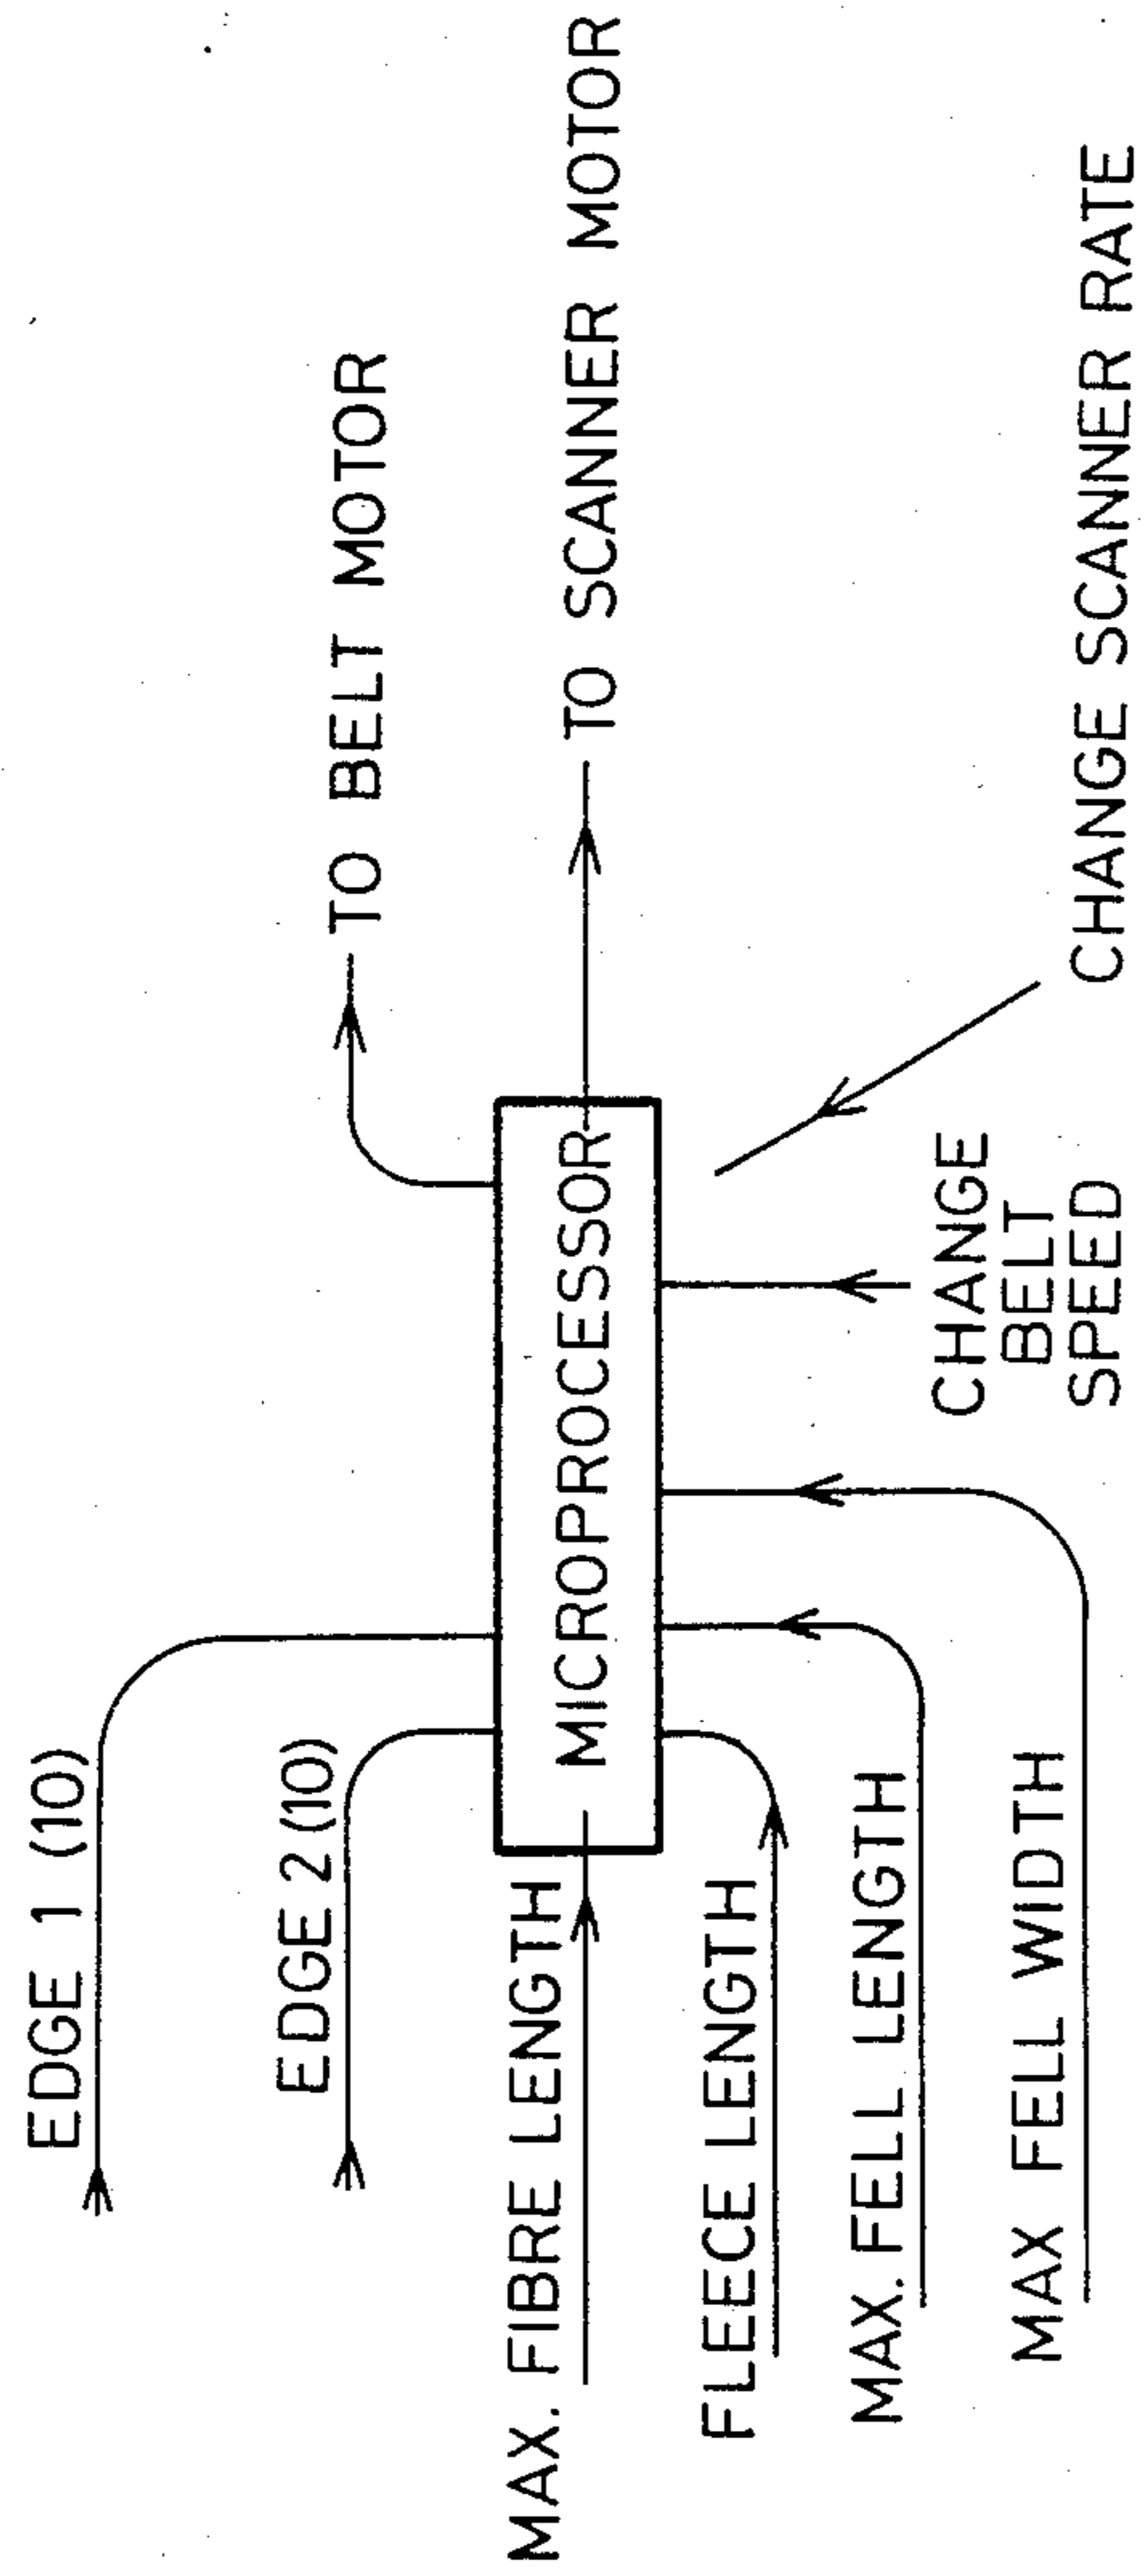 EDGE 1 (10)
EDGE 2 (10)
MAX. FIBRE LENGTH
FLEECE LENGTH
MAX. FELL LENGTH
MAX FELL WIDTH
MICROPROCESSOR
CHANGE
BELT
SPEED
CHANGE SCANNER RATE
TO BELT MOTOR
TO SCANNER MOTOR